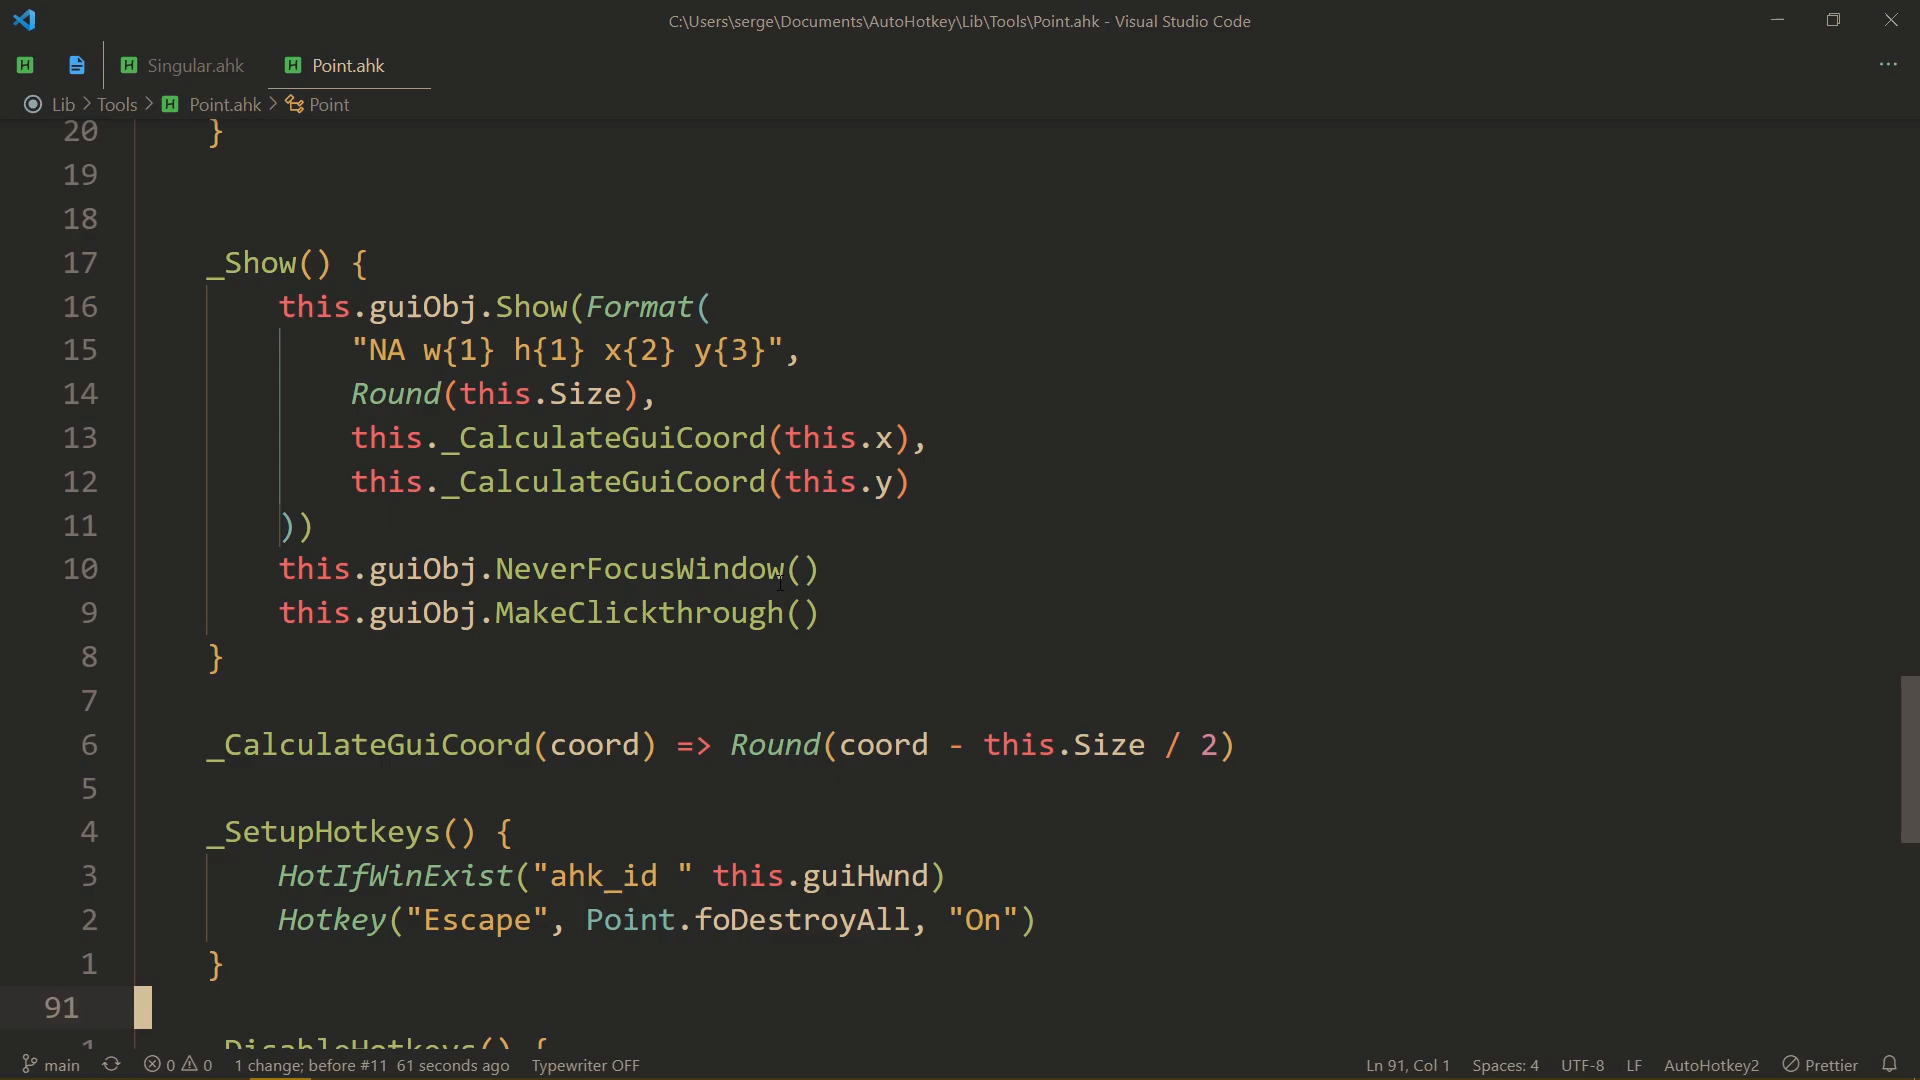 C:\Users\serge\Documents\AutoHotkey\Lib\Tools\Point.ahk - Visual Studio Code
Singular.ahk
Point.ahk
Lib > Tools > Point.ahk > Point
20 }
19
18
17 _Show() {
16 this.guiObj.Show(Format(
15 "NA w{1} h{1} x{2} y{3}",
14 Round(this.Size),
13 this._CalculateGuiCoord(this.x),
12 this._CalculateGuiCoord(this.y)
11 ))
10 this.guiObj.NeverFocusWindow()
9 this.guiObj.MakeClickthrough()
8 }
7
6 _CalculateGuiCoord(coord) => Round(coord - this.Size / 2)
5
4 _SetupHotkeys() {
3 HotIfWinExist("ahk_id " this.guiHwnd)
2 Hotkey("Escape", Point.foDestroyAll, "On")
1 }
91
1 _DisableHotkeys() {
main 0 0 1 change; before #11 61 seconds ago Typewriter OFF Ln 91, Col 1 Spaces: 4 UTF-8 LF AutoHotkey2 Prettier